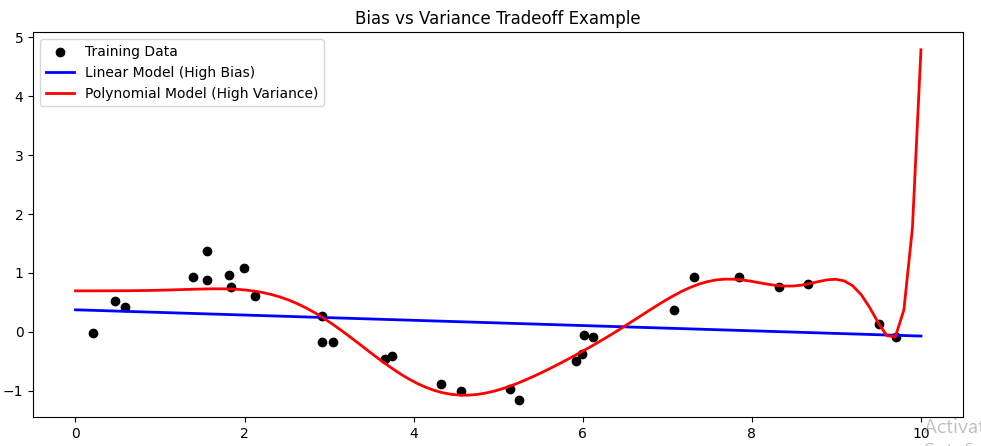 Bias vs Variance Tradeoff Example
Training Data
Linear Model (High Bias)
Polynomial Model (High Variance)
5
4
3
2
1
0
−1
0 2 4 6 8 10
Activat